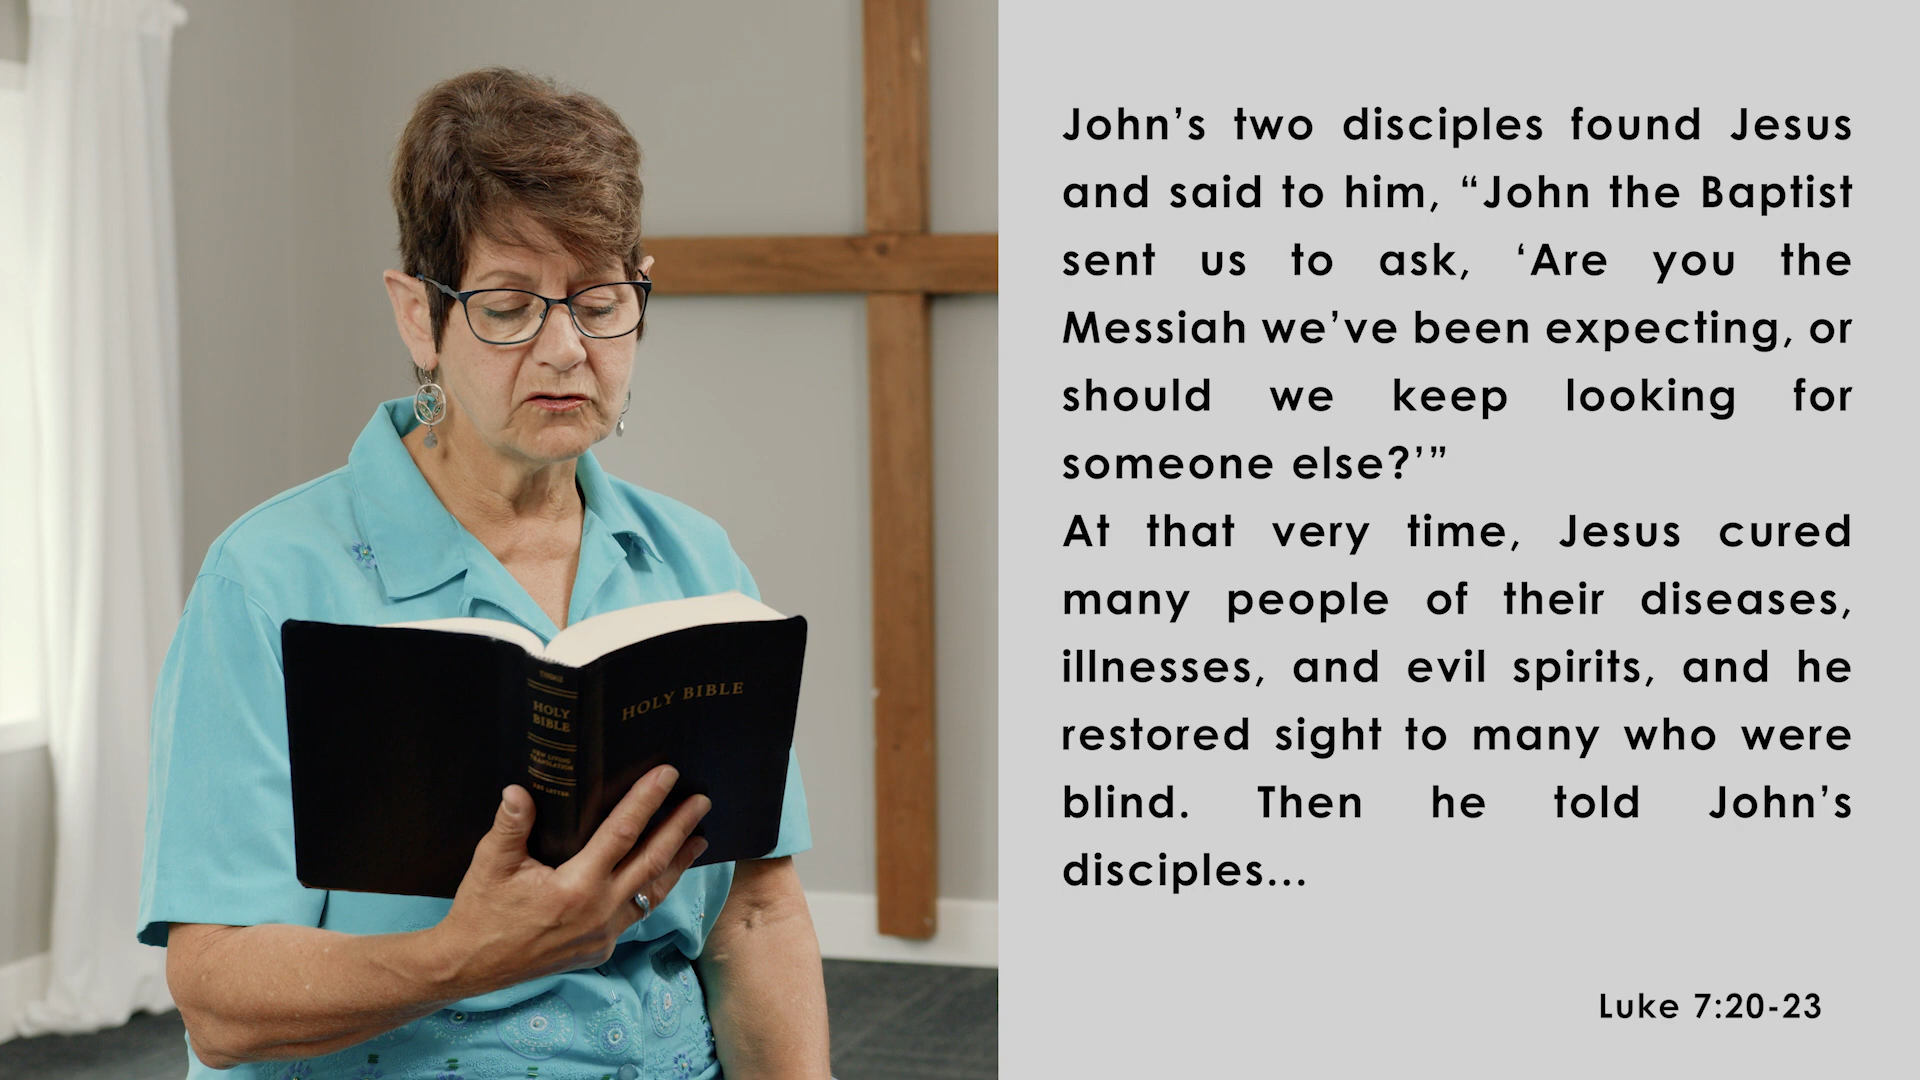 HOLY
BIBLE
NEW LIVING
TRANSLATION
HOLY BIBLE
John’s two disciples found Jesus
and said to him, “John the Baptist
sent us to ask, ‘Are you the
Messiah we’ve been expecting, or
should we keep looking for
someone else?’”
At that very time, Jesus cured
many people of their diseases,
illnesses, and evil spirits, and he
restored sight to many who were
blind. Then he told John’s
disciples...
Luke 7:20-23